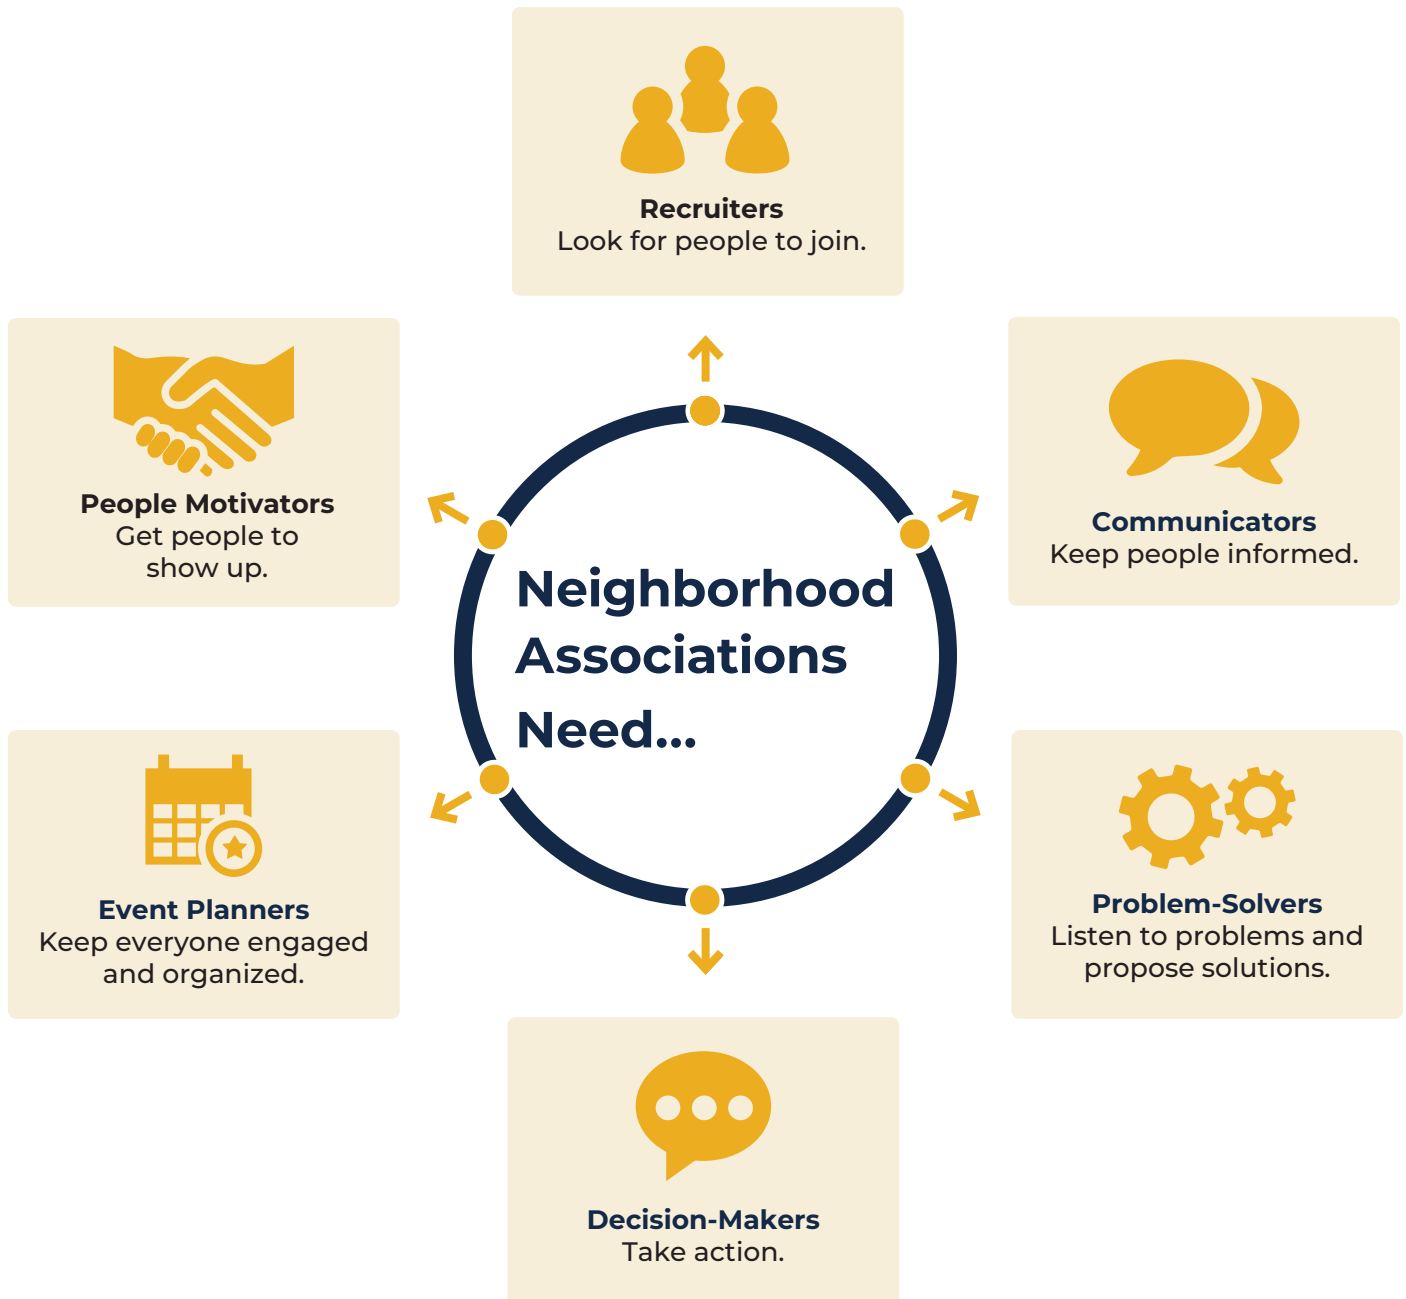 Recruiters
Look for people to join.
People Motivators
Get people to
show up.
Communicators
Keep people informed.
Neighborhood
Associations
Need...
Event Planners
Keep everyone engaged
and organized.
Problem-Solvers
Listen to problems and
propose solutions.
Decision-Makers
Take action.